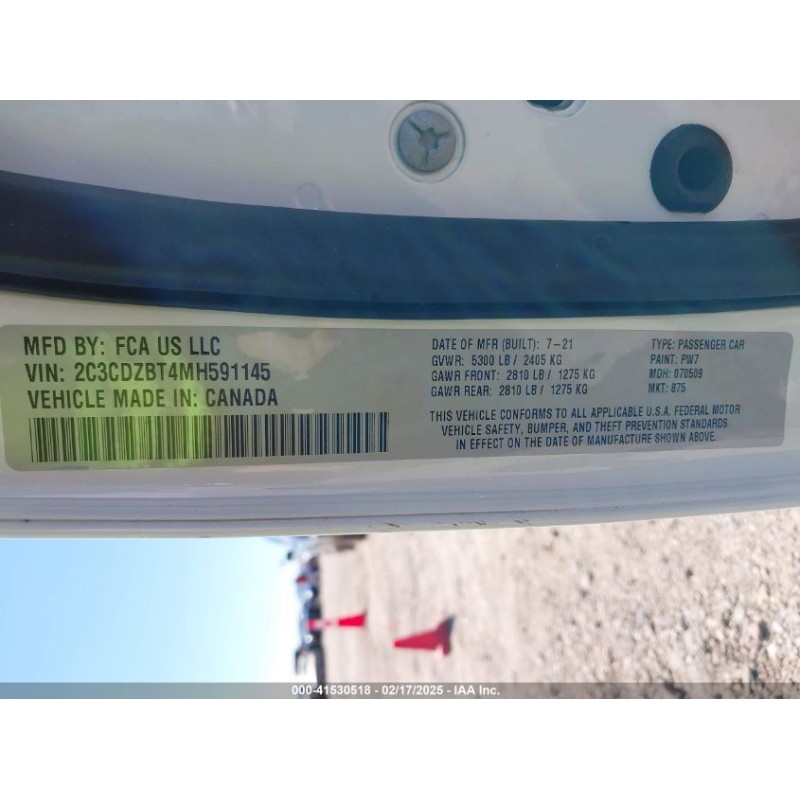 MFD BY: FCA US LLC
VIN: 2C3CDZBT4MH591145
VEHICLE MADE IN: CANADA
DATE OF MFR (BUILT): 7-21
GVWR: 5300 LB / 2405 KG
GAWR FRONT: 2810 LB / 1275 KG
GAWR REAR: 2810 LB / 1275 KG
TYPE: PASSENGER CAR
PAINT: PW7
MDH: 070509
MKT: B75
THIS VEHICLE CONFORMS TO ALL APPLICABLE U.S.A. FEDERAL MOTOR
VEHICLE SAFETY, BUMPER, AND THEFT PREVENTION STANDARDS
IN EFFECT ON THE DATE OF MANUFACTURE SHOWN ABOVE.
000-41530518 - 02/17/2025 - IAA Inc.